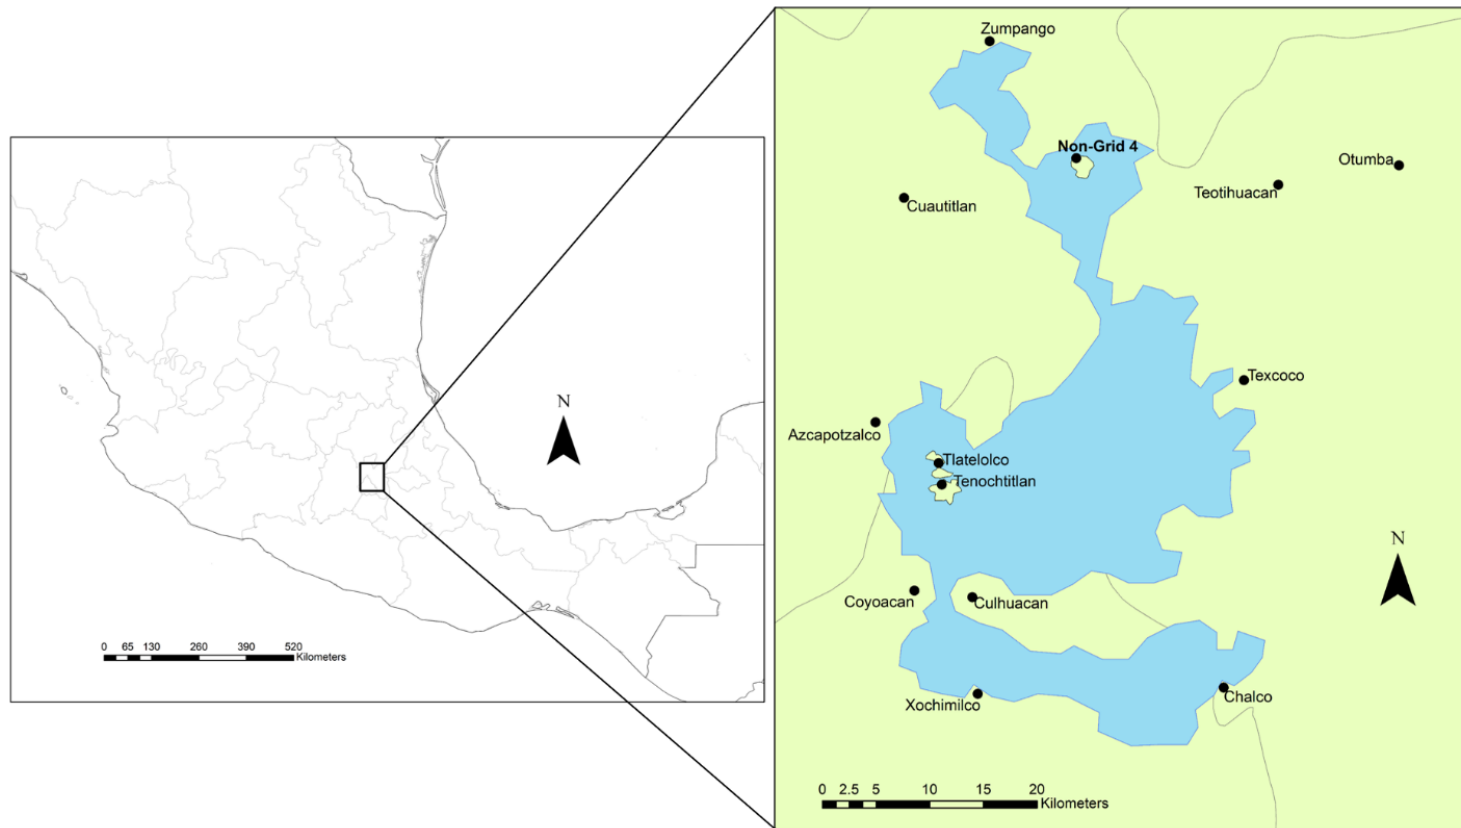 N
0 65 130 260 390 520
Kilometers
Zumpango
Non-Grid 4
Otumba
Teotihuacan
Cuautitlan
Texcoco
Azcapotzalco
Tlatelolco
Tenochtitlan
N
Coyoacan
Culhuacan
Xochimilco
Chalco
0 2.5 5 10 15 20
Kilometers